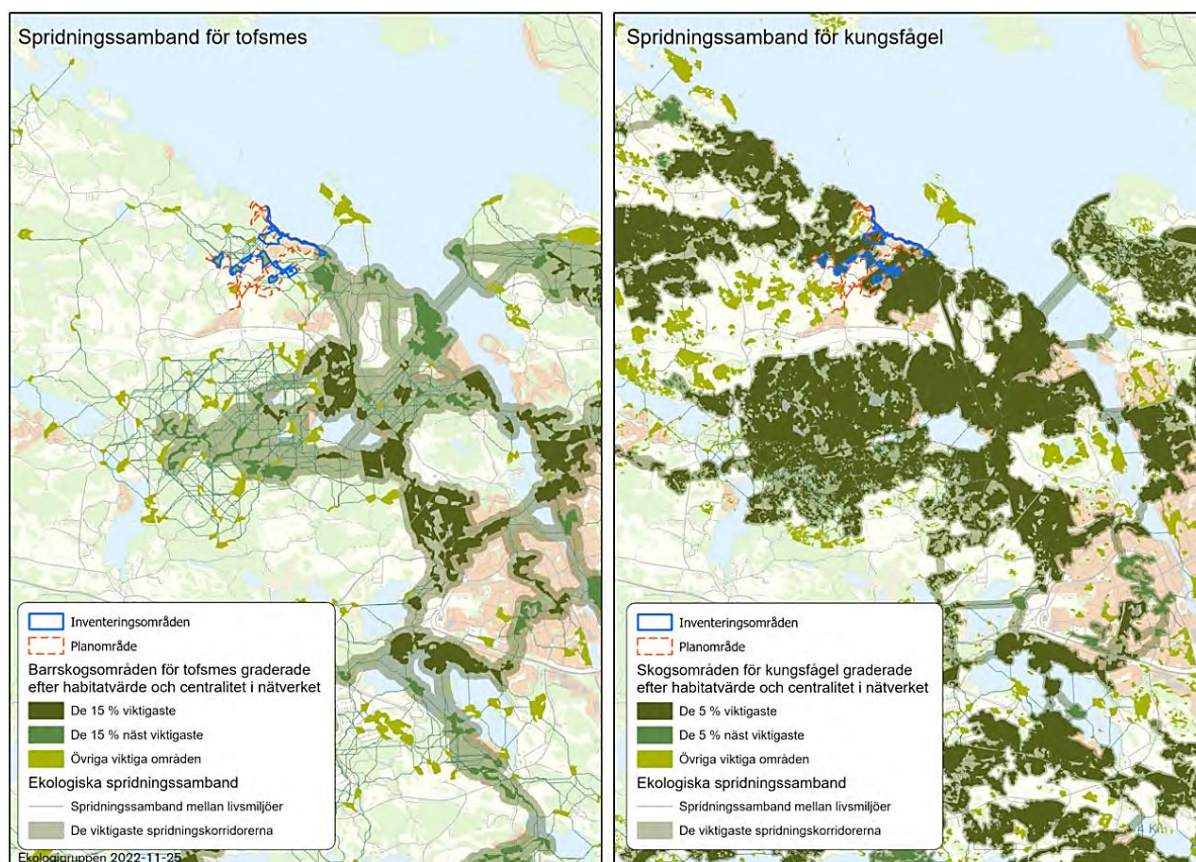 Spridningssamband för tofsmes
Inventeringsområden
Planområde
Barrskogsområden för tofsmes graderade
efter habitatvärde och centralitet i nätverket
De 15 % viktigaste
De 15 % näst viktigaste
Övriga viktiga områden
Ekologiska spridningssamband
Spridningssamband mellan livsmiljöer
De viktigaste spridningskorridorerna
Ekologigruppen 2022-11-25
Spridningssamband för kungsfågel
Inventeringsområden
Planområde
Skogsområden för kungsfågel graderade
efter habitatvärde och centralitet i nätverket
De 5 % viktigaste
De 5 % näst viktigaste
Övriga viktiga områden
Ekologiska spridningssamband
Spridningssamband mellan livsmiljöer
De viktigaste spridningskorridorerna
4 Km